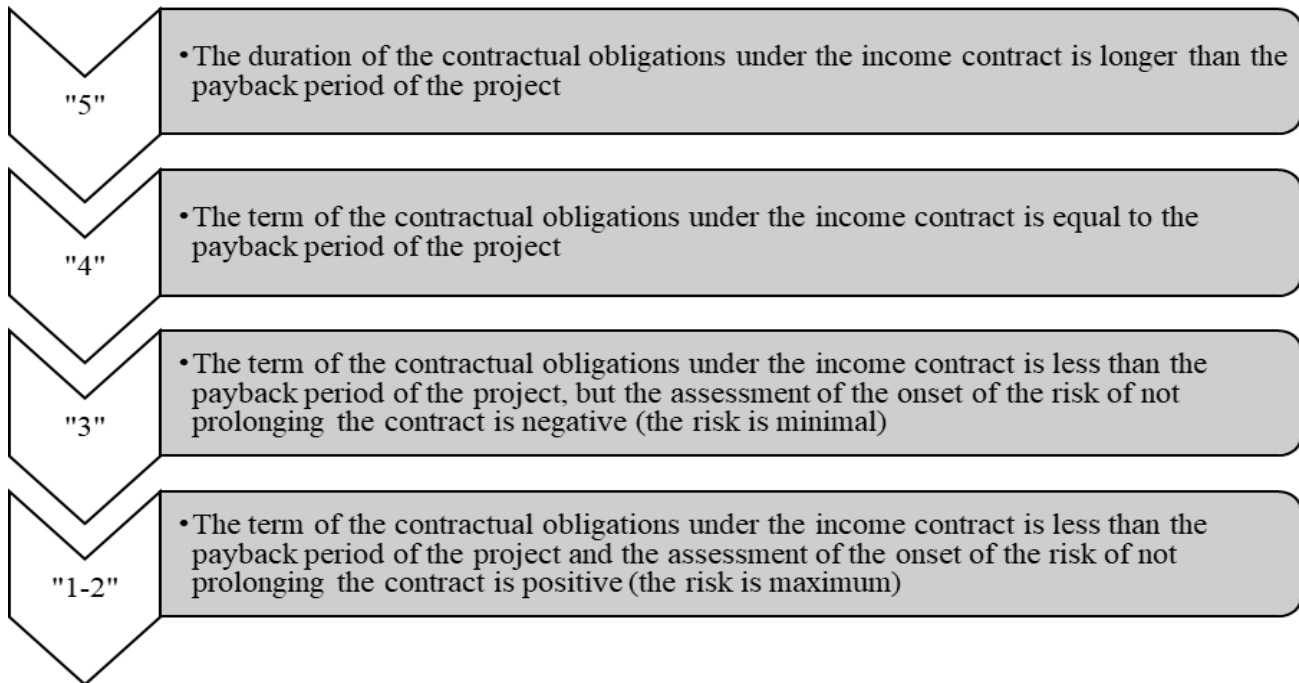 "5"
•The duration of the contractual obligations under the income contract is longer than the
payback period of the project
"4"
•The term of the contractual obligations under the income contract is equal to the
payback period of the project
"3"
•The term of the contractual obligations under the income contract is less than the
payback period of the project, but the assessment of the onset of the risk of not
prolonging the contract is negative (the risk is minimal)
"1-2"
•The term of the contractual obligations under the income contract is less than the
payback period of the project and the assessment of the onset of the risk of not
prolonging the contract is positive (the risk is maximum)